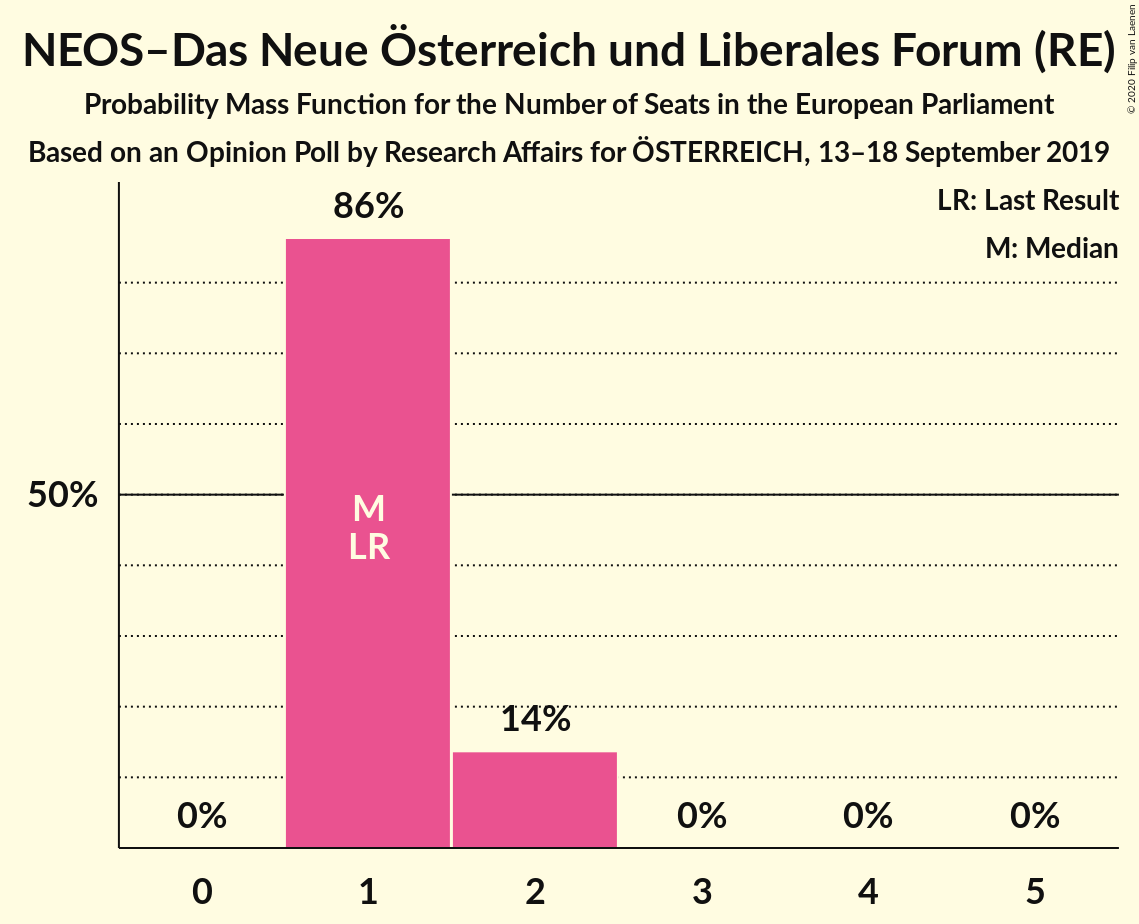 NEOS–Das Neue Österreich und Liberales Forum (RE)
Probability Mass Function for the Number of Seats in the European Parliament
Based on an Opinion Poll by Research Affairs for ÖSTERREICH, 13–18 September 2019
© 2020 Filip van Laenen
LR: Last Result
M: Median
86%
50%
M
LR
14%
0%
0%
0%
0%
0
1
2
3
4
5